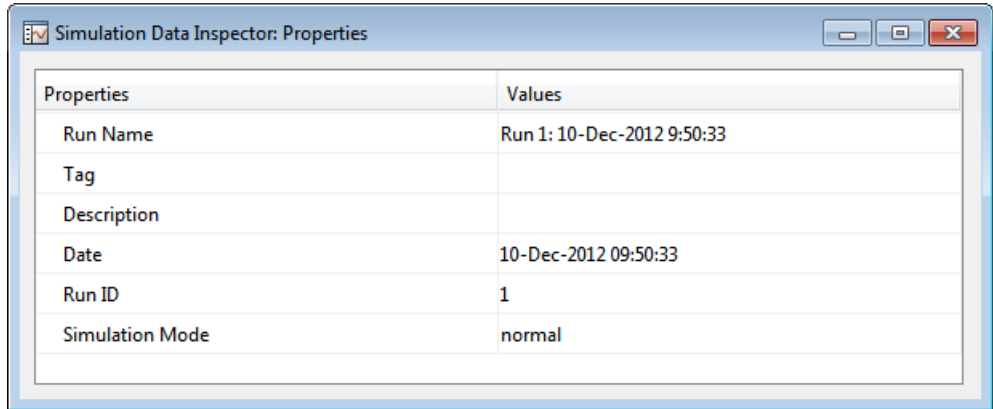 Simulation Data Inspector: Properties
Properties Values
Run Name Run 1: 10-Dec-2012 9:50:33
Tag
Description
Date 10-Dec-2012 09:50:33
Run ID 1
Simulation Mode normal